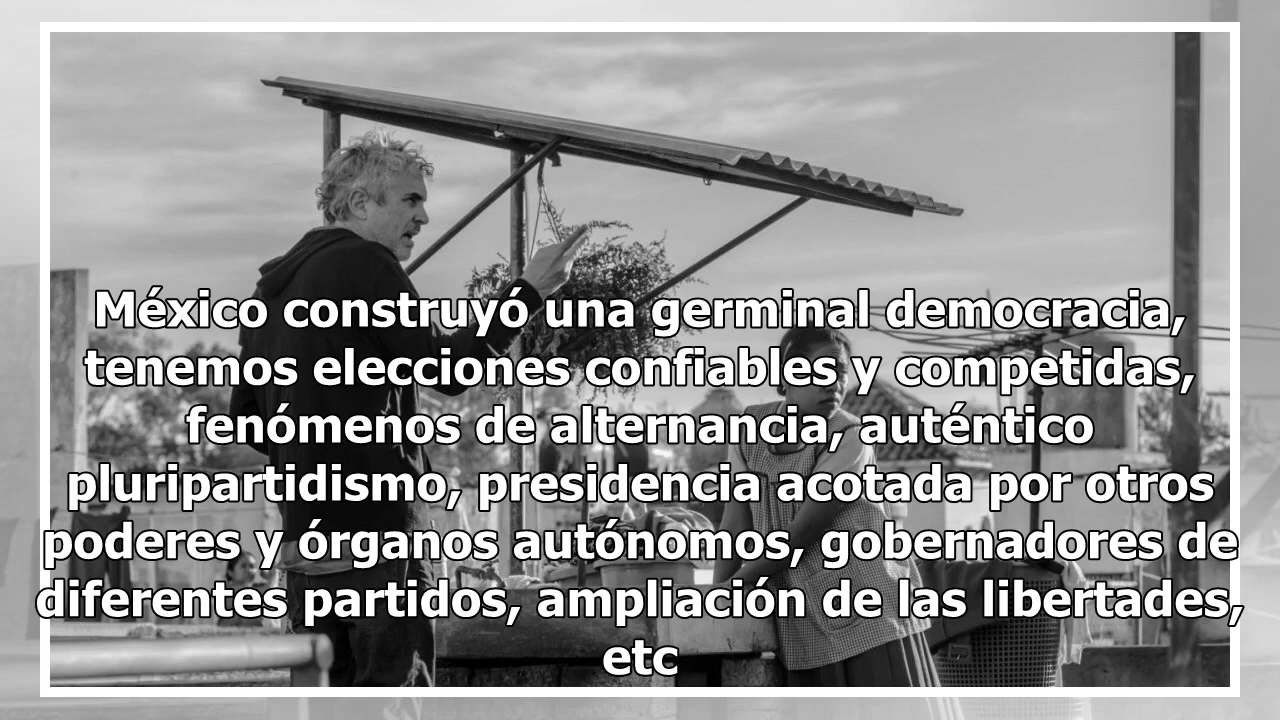 México construyó una germinal democracia,
tenemos elecciones confiables y competidas,
fenómenos de alternancia, auténtico
pluripartidismo, presidencia acotada por otros
poderes y órganos autónomos, gobernadores de
diferentes partidos, ampliación de las libertades,
etc